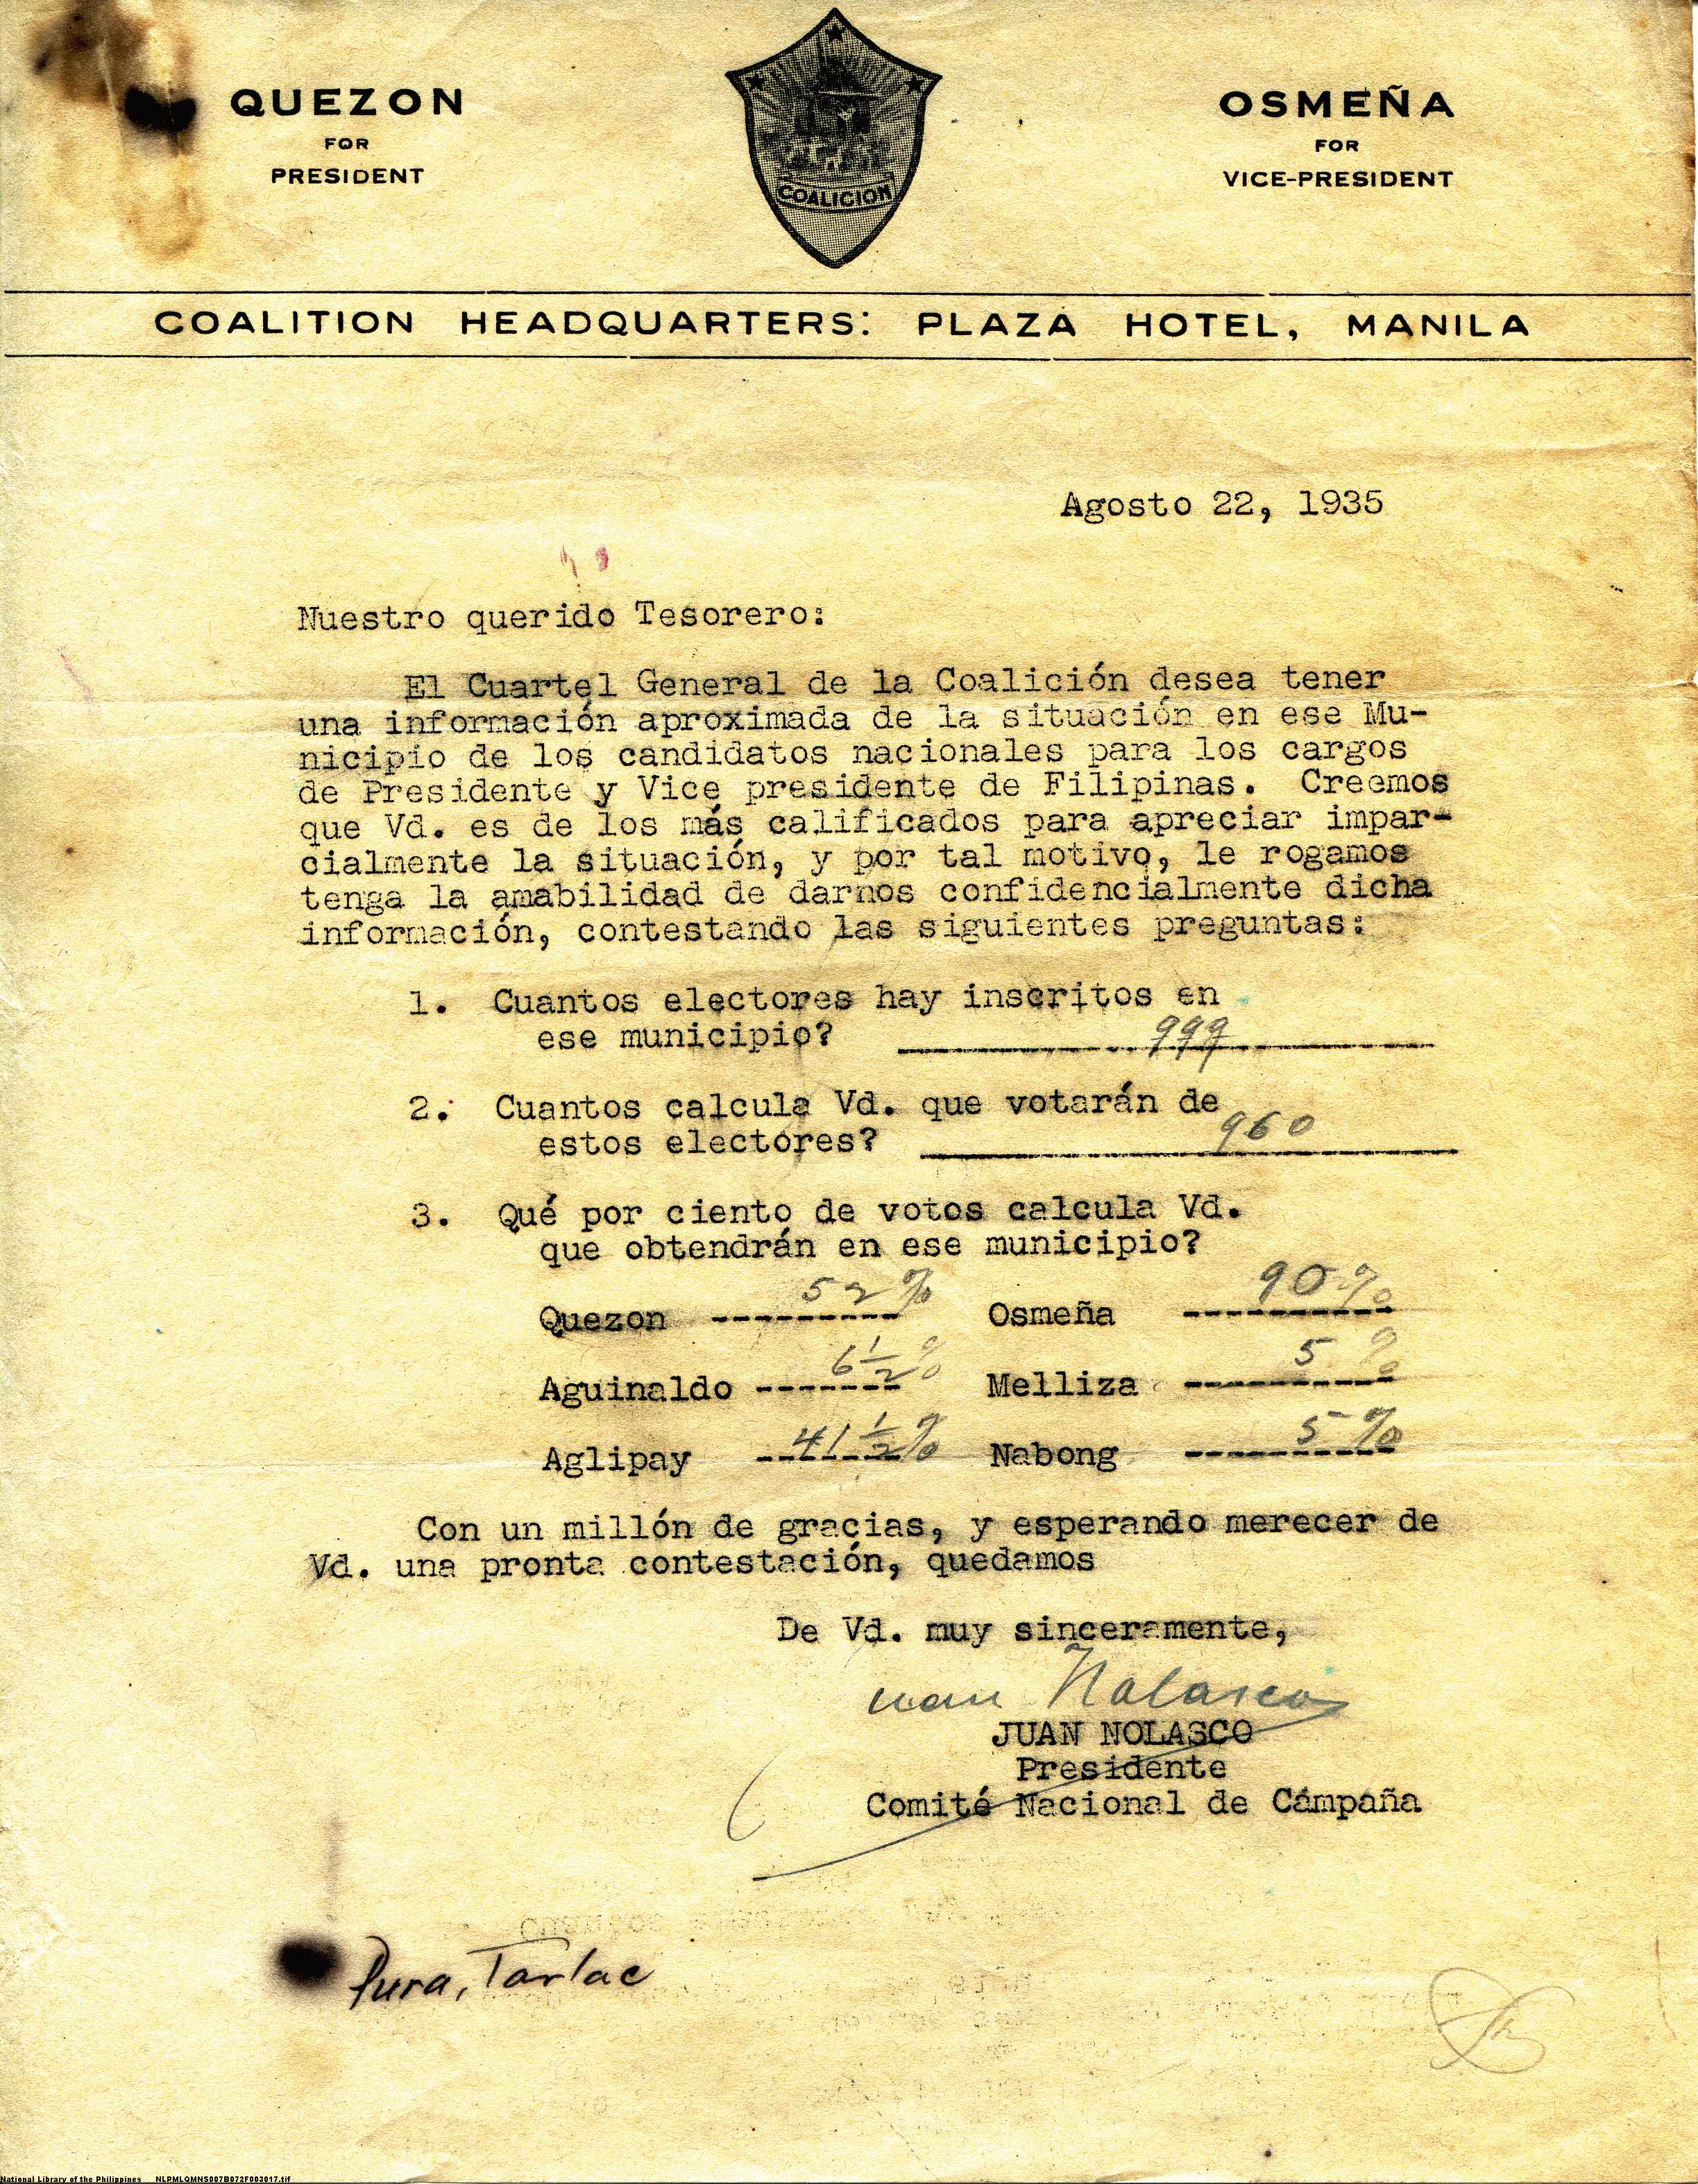 QUEZON
FOR
PRESIDENT
COALICION
OSMEÑA
FOR
VICE-PRESIDENT
COALITION HEADQUARTERS: PLAZA HOTEL, MANILA
Agosto 22, 1935
Nuestro querido Tesorero:
El Cuartel General de la Coalición desea tener
una información aproximada de la situación en ese Mu-
nicipio de los candidatos nacionales para los cargos
de Presidente y Vice presidente de Filipinas. Creemos
que Vd. es de los más calificados para apreciar impar-
cialmente la situación, y por tal motivo, le rogamos
tenga la amabilidad de darnos confidencialmente dicha
información, contestando las siguientes preguntas:
1. Cuantos electores hay inscritos en
ese municipio? 999
2. Cuantos calcula Vd. que votarán de
estos electores? 960
3. Qué por ciento de votos calcula Vd.
que obtendrán en ese municipio?
Quezon 52% Osmeña 90%
Aguinaldo 6½% Melliza 5%
Aglipay 41½% Nabong 5%
Con un millón de gracias, y esperando merecer de
Vd. una pronta contestación, quedamos
De Vd. muy sinceramente,
Juan Nolasco
JUAN NOLASCO
Presidente
Comité Nacional de Campaña
Pura, Tarlac
National Library of the Philippines NLPMLQMNS007B072F003017.tif